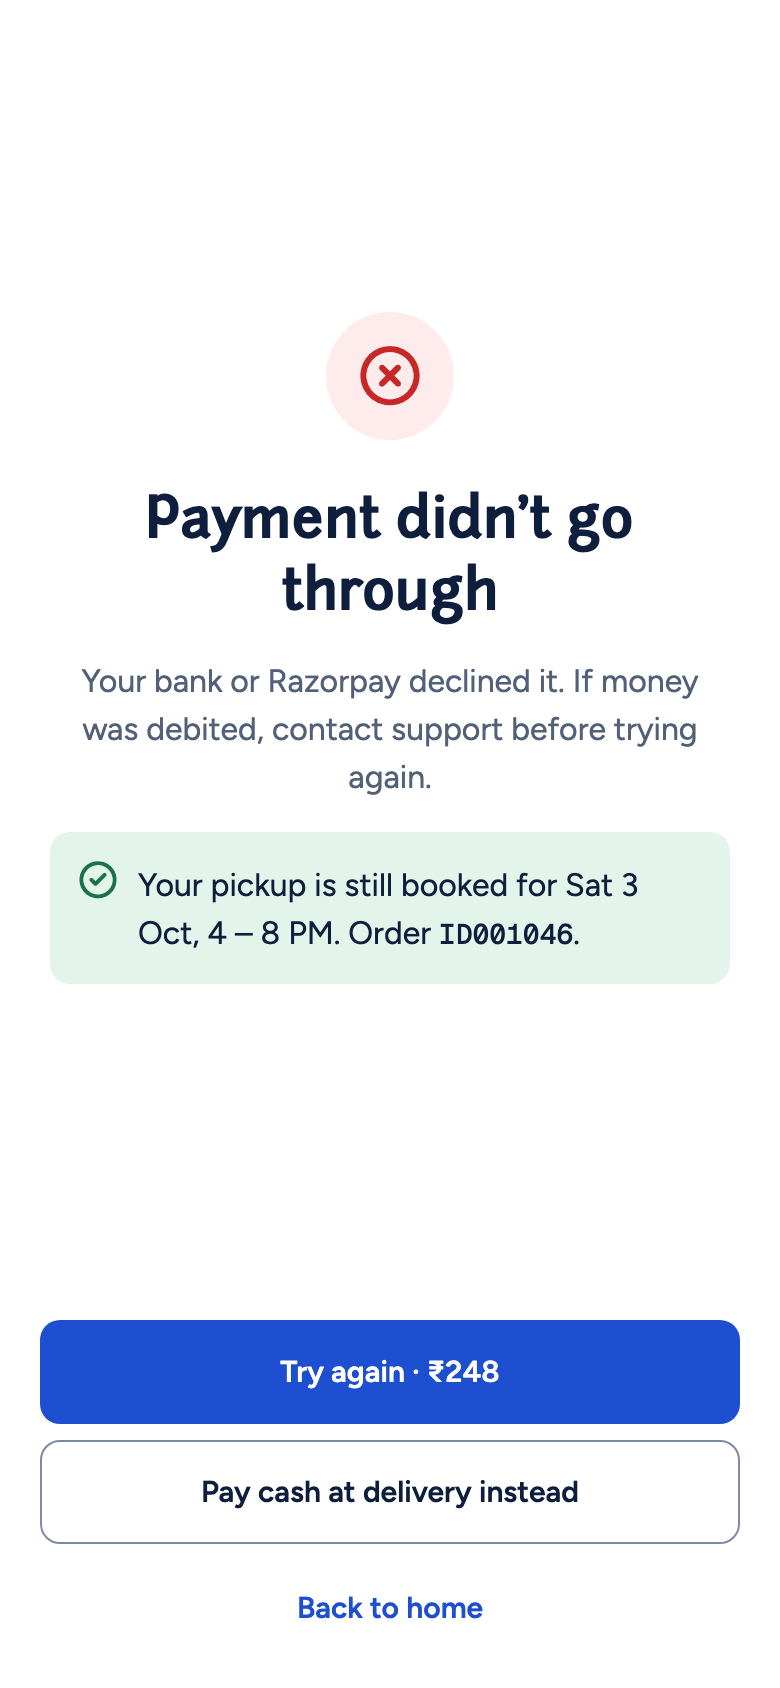 Payment didn’t go
through
Your bank or Razorpay declined it. If money
was debited, contact support before trying
again.
Your pickup is still booked for Sat 3
Oct, 4 – 8 PM. Order ID001046.
Try again · ₹248
Pay cash at delivery instead
Back to home